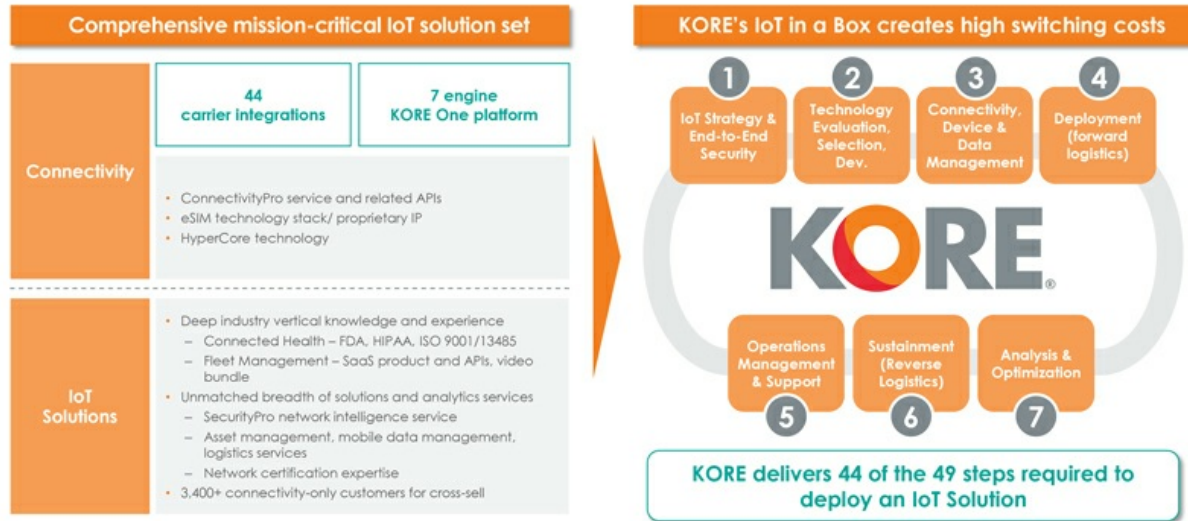 Comprehensive mission-critical IoT solution set
Connectivity
44
carrier integrations
7 engine
KORE One platform
• ConnectivityPro service and related APIs
• eSIM technology stack/ proprietary IP
• HyperCore technology
IoT
Solutions
• Deep industry vertical knowledge and experience
– Connected Health – FDA, HIPAA, ISO 9001/13485
– Fleet Management – SaaS product and APIs, video
bundle
• Unmatched breadth of solutions and analytics services
– SecurityPro network intelligence service
– Asset management, mobile data management,
logistics services
– Network certification expertise
• 3,400+ connectivity-only customers for cross-sell
KORE's IoT in a Box creates high switching costs
1
IoT Strategy &
End-to-End
Security
2
Technology
Evaluation,
Selection,
Dev.
3
Connectivity,
Device &
Data
Management
4
Deployment
(forward
logistics)
KORE®
Operations
Management
& Support
5
Sustainment
(Reverse
Logistics)
6
Analysis &
Optimization
7
KORE delivers 44 of the 49 steps required to
deploy an IoT Solution